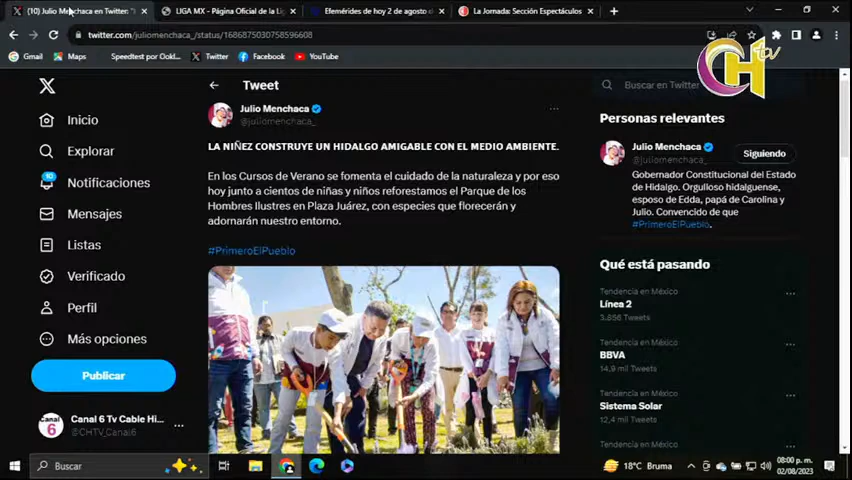 (10) Julio Menchaca en Twitter: "
LIGA MX - Página Oficial de la Li
Efemérides de hoy 2 de agosto
La Jornada: Sección Espectáculos
twitter.com/juliomenchaca_/status/1686875030758596608
Gmail
Maps
Speedtest por Ookl...
Twitter
Facebook
YouTube
CHtv
Tweet
Buscar en Twitter
Julio Menchaca
@juliomenchaca_
LA NIÑEZ CONSTRUYE UN HIDALGO AMIGABLE CON EL MEDIO AMBIENTE.
En los Cursos de Verano se fomenta el cuidado de la naturaleza y por eso
hoy junto a cientos de niñas y niños reforestamos el Parque de los
Hombres Ilustres en Plaza Juárez, con especies que florecerán y
adornarán nuestro entorno.
#PrimeroElPueblo
Inicio
Explorar
10
Notificaciones
Mensajes
Listas
Verificado
Perfil
Más opciones
Publicar
Canal 6 Tv Cable Hi...
@CHTV_Canal6
Personas relevantes
Julio Menchaca
@juliomenchaca_
Siguiendo
Gobernador Constitucional del Estado
de Hidalgo. Orgulloso hidalguense,
esposo de Edda, papá de Carolina y
Julio. Convencido de que
#PrimeroElPueblo.
Qué está pasando
Tendencia en México
Línea 2
3.856 Tweets
Tendencia en México
BBVA
14,9 mil Tweets
Tendencia en México
Sistema Solar
12,4 mil Tweets
Tendencia en México
Buscar
18°C Bruma
08:00 p. m.
02/08/2023